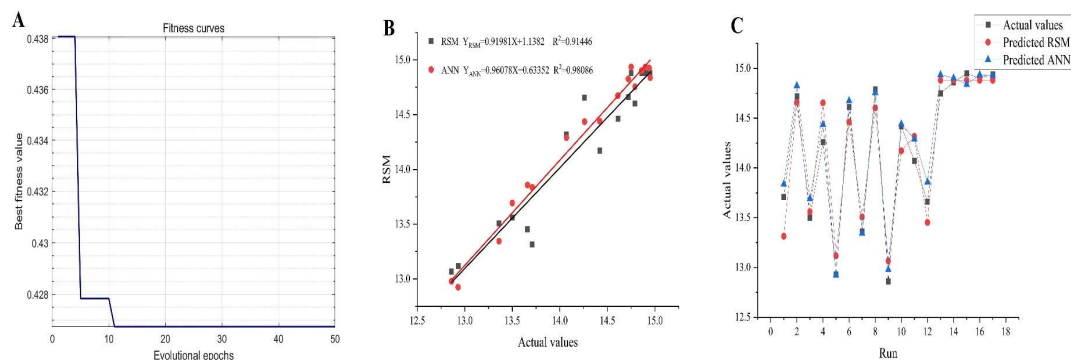 A
Fitness curves
0.438
0.436
0.434
0.432
0.43
0.428
0 10 20 30 40 50
Best fitness value
Evolutional epochs
B
RSM Y_RSM=0.91981X+1.1382 R²=0.91446
ANN Y_ANN=0.96078X=0.63352 R²=0.98086
15.0
14.5
14.0
13.5
13.0
12.5 13.0 13.5 14.0 14.5 15.0
RSM
Actual values
C
Actual values
Predicted RSM
Predicted ANN
15.0
14.5
14.0
13.5
13.0
12.5
0 2 4 6 8 10 12 14 16 18
Actual values
Run